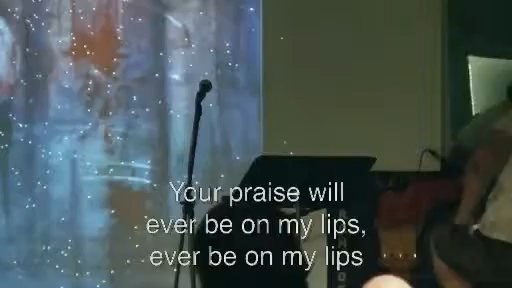 Your praise will
ever be on my lips,
ever be on my lips